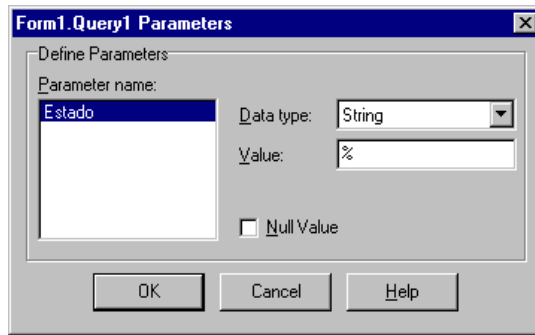 Form1.Query1 Parameters
Define Parameters
Parameter name:
Estado
Data type: String
Value: %
Null Value
OK Cancel Help